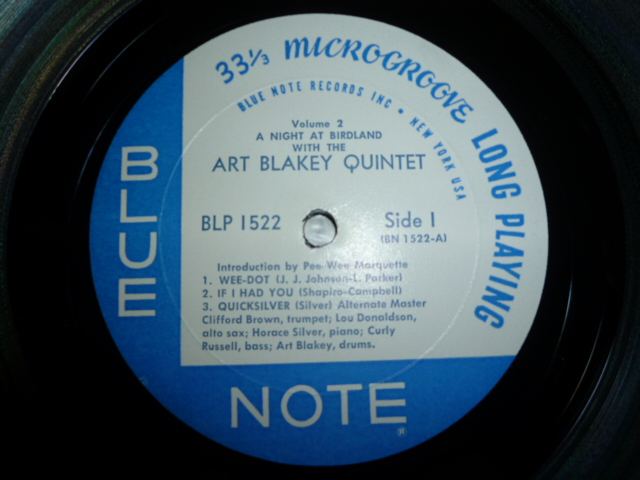 33 1/3 MICROGROOVE LONG PLAYING
BLUE NOTE RECORDS INC • NEW YORK USA
Volume 2
A NIGHT AT BIRDLAND
WITH THE
ART BLAKEY QUINTET
BLP 1522
Side 1
(BN 1522-A)
Introduction by Pee Wee Marquette
1. WEE-DOT (J. J. Johnson-L. Parker)
2. IF I HAD YOU (Shapiro-Campbell)
3. QUICKSILVER (Silver) Alternate Master
Clifford Brown, trumpet; Lou Donaldson,
alto sax; Horace Silver, piano; Curly
Russell, bass; Art Blakey, drums.
BLUE
NOTE
®